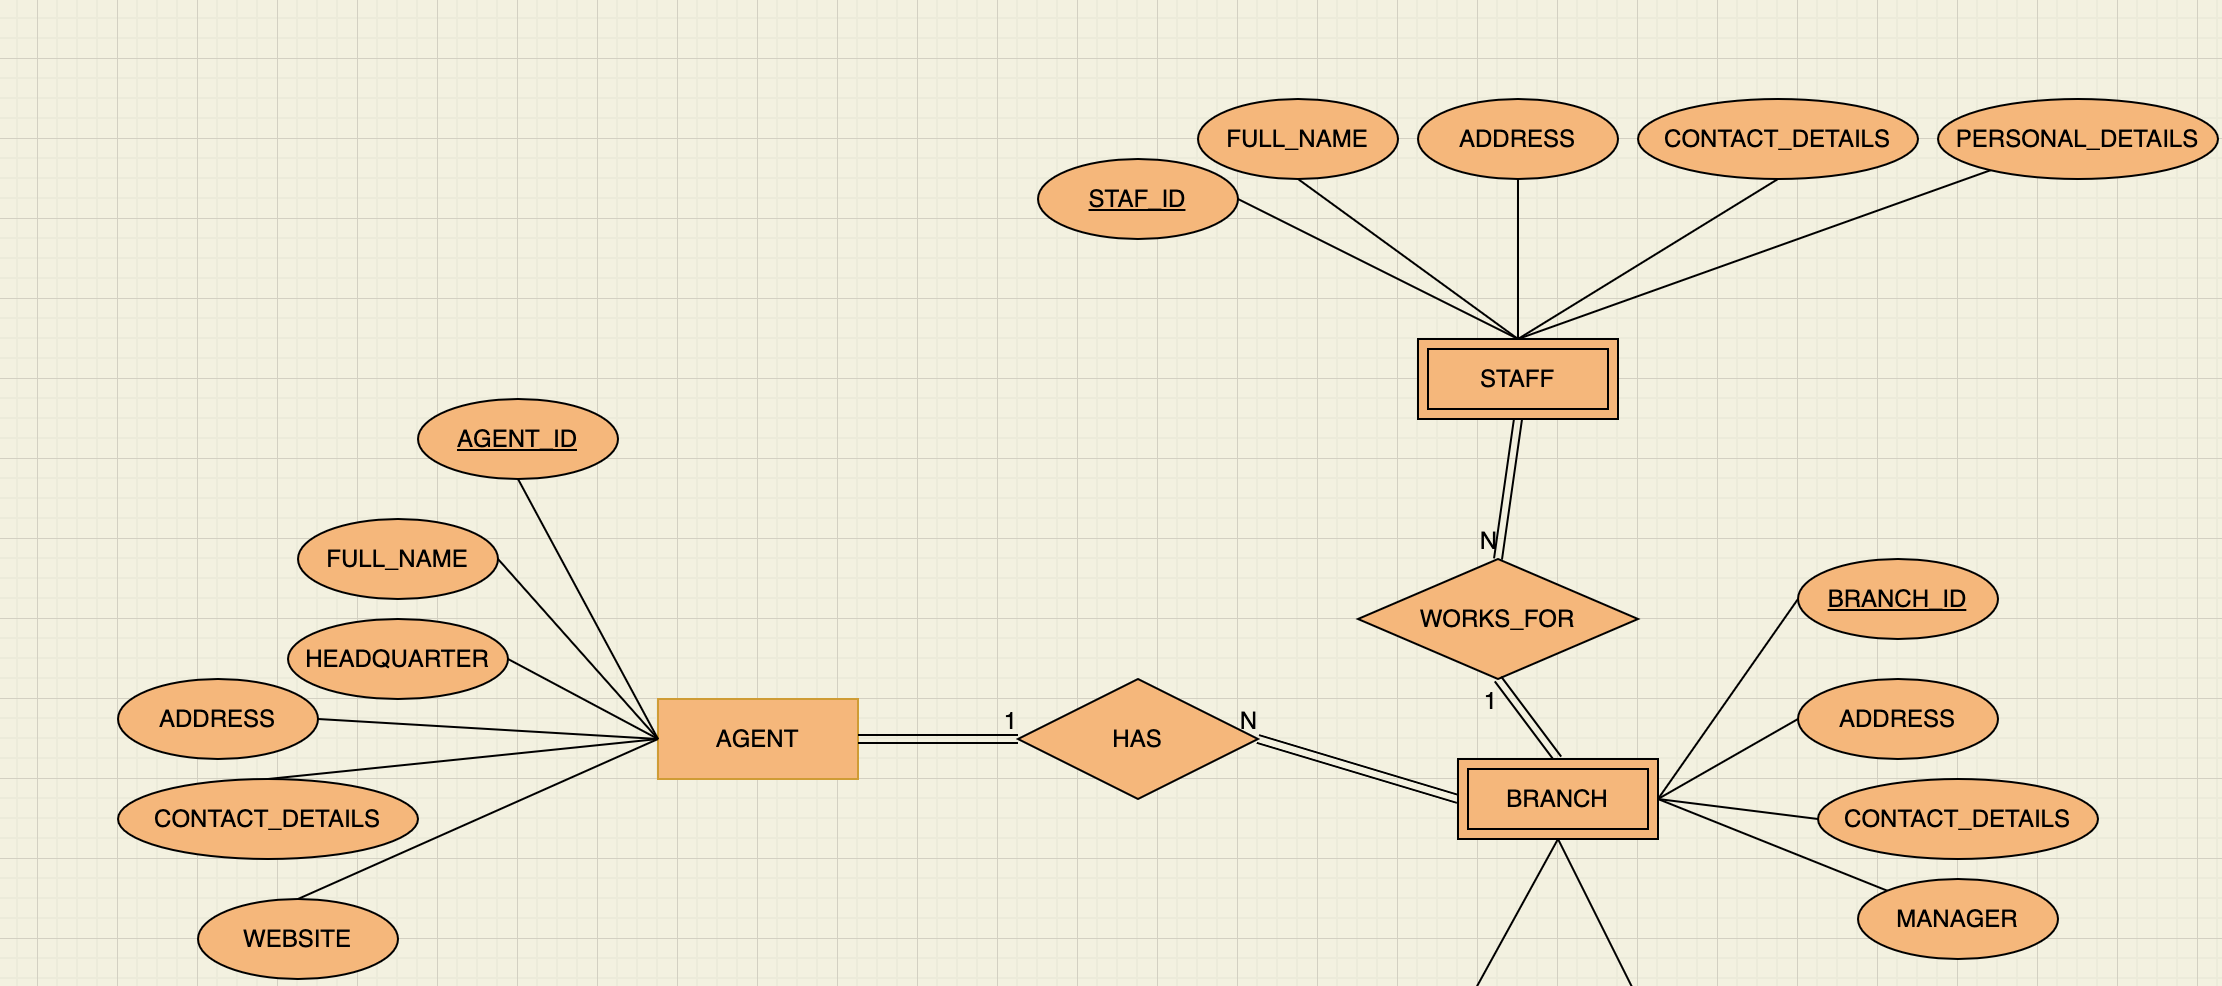 FULL_NAME
ADDRESS
CONTACT_DETAILS
PERSONAL_DETAILS
STAF_ID
STAFF
AGENT_ID
N
FULL_NAME
WORKS_FOR
BRANCH_ID
HEADQUARTER
ADDRESS
1
AGENT
1
HAS
N
ADDRESS
BRANCH
CONTACT_DETAILS
CONTACT_DETAILS
WEBSITE
MANAGER